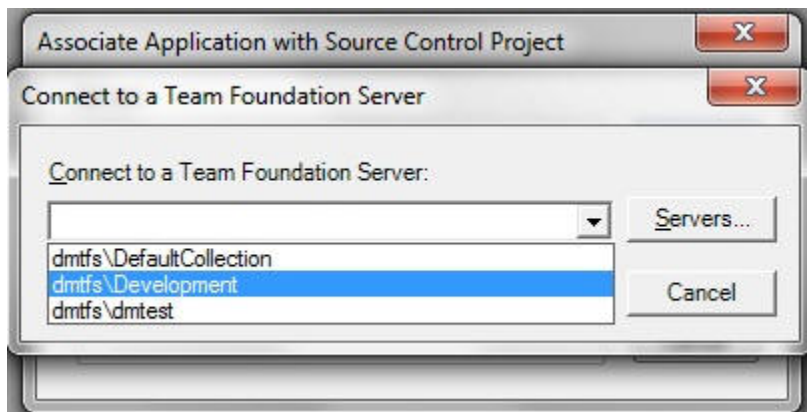 Associate Application with Source Control Project
Connect to a Team Foundation Server
Connect to a Team Foundation Server:
Servers...
dmtfs\DefaultCollection
dmtfs\Development
dmtfs\dmtest
Cancel